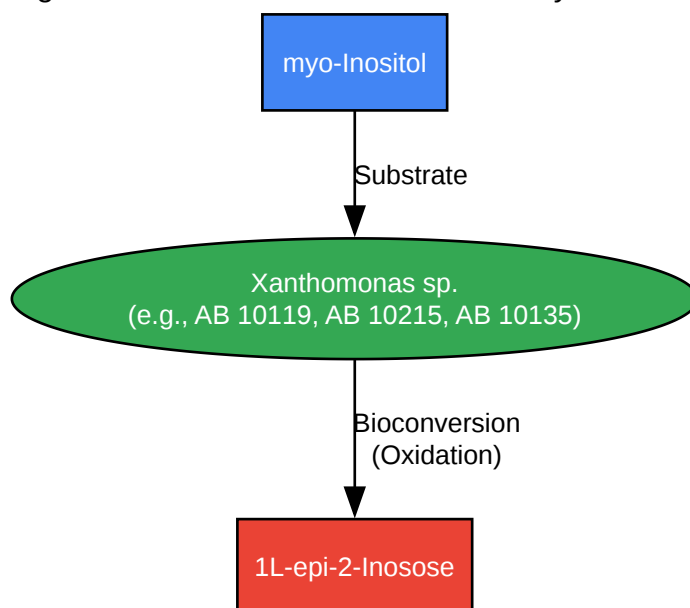 myo-Inositol
Substrate
Xanthomonas sp.
(e.g., AB 10119, AB 10215, AB 10135)
Bioconversion
(Oxidation)
1L-epi-2-Inosose